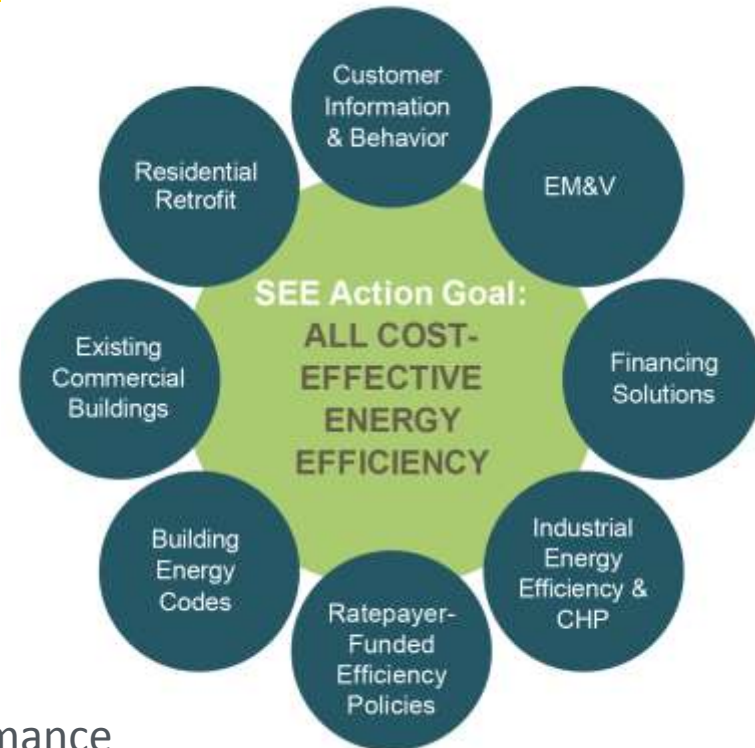 Customer
Information
& Behavior
EM&V
Financing
Solutions
Industrial
Energy
Efficiency &
CHP
Ratepayer-
Funded
Efficiency
Policies
Building
Energy
Codes
Existing
Commercial
Buildings
Residential
Retrofit
SEE Action Goal:
ALL COST-
EFFECTIVE
ENERGY
EFFICIENCY
mance